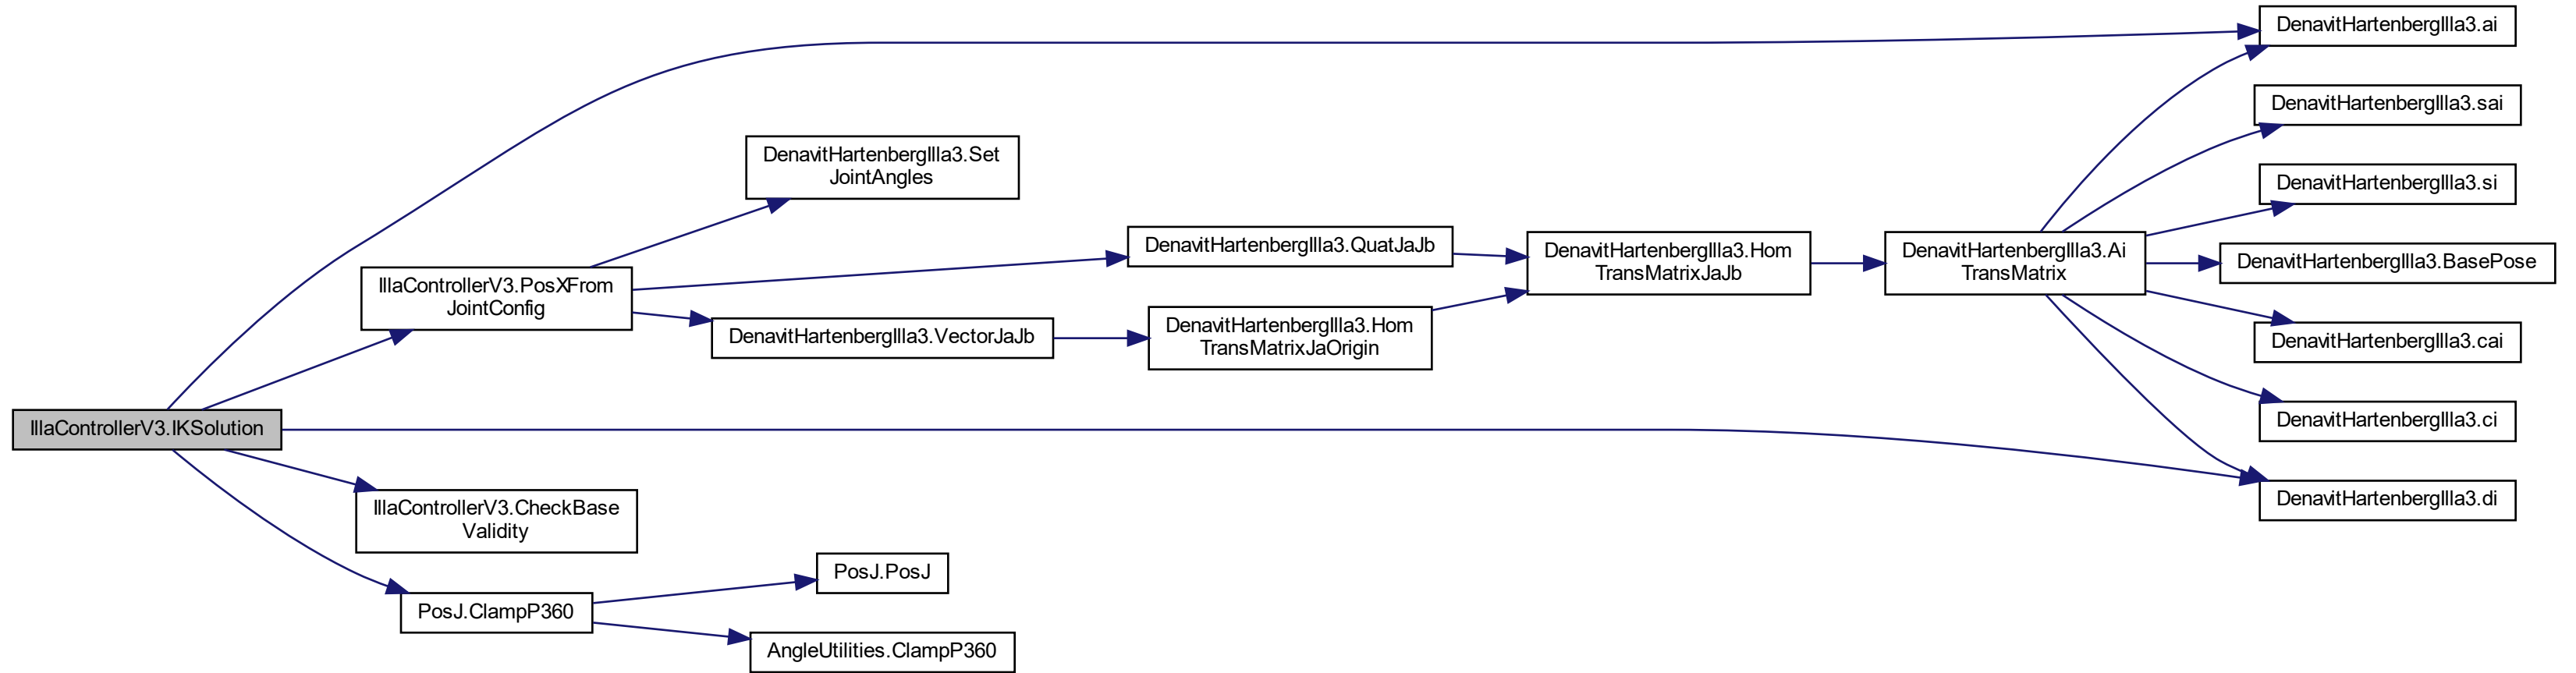 DenavitHartenbergIlla3.ai
DenavitHartenbergIlla3.sai
DenavitHartenbergIlla3.Set
JointAngles
DenavitHartenbergIlla3.si
DenavitHartenbergIlla3.QuatJaJb
DenavitHartenbergIlla3.Hom
TransMatrixJaJb
DenavitHartenbergIlla3.Ai
TransMatrix
DenavitHartenbergIlla3.BasePose
IllaControllerV3.PosXFrom
JointConfig
DenavitHartenbergIlla3.VectorJaJb
DenavitHartenbergIlla3.Hom
TransMatrixJaOrigin
DenavitHartenbergIlla3.cai
IllaControllerV3.IKSolution
DenavitHartenbergIlla3.ci
DenavitHartenbergIlla3.di
IllaControllerV3.CheckBase
Validity
PosJ.PosJ
PosJ.ClampP360
AngleUtilities.ClampP360